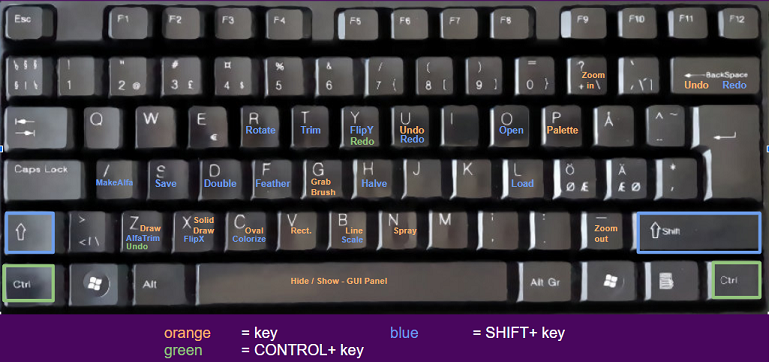 Esc F1 F2 F3 F4 F5 F6 F7 F8 F9 F10 F11 F12
! " # ¤ % & / ( ) = ? Zoom ` BackSpace
§ 1 2 @ 3 £ 4 $ 5 6 7 { 8 [ 9 ] 0 } + in \ ´ Undo Redo
Q W E R T Y U I O P Å ^ ~
€ Rotate Trim FlipY Undo Open Palette ¨
Redo Redo
Caps Lock S D F G H J K L Ö Ä *
MakeAlfa Save Double Feather Grab Halve Load Ø Æ Æ Ø '
Brush
> Z Draw X Solid C Oval V B Line N M ; : _ Zoom Shift
< | \ AlfaTrim Draw Colorize Rect. Scale Spray , . out
Undo FlipX
Ctrl Alt Hide / Show - GUI Panel Alt Gr Ctrl
orange = key blue = SHIFT+ key
green = CONTROL+ key